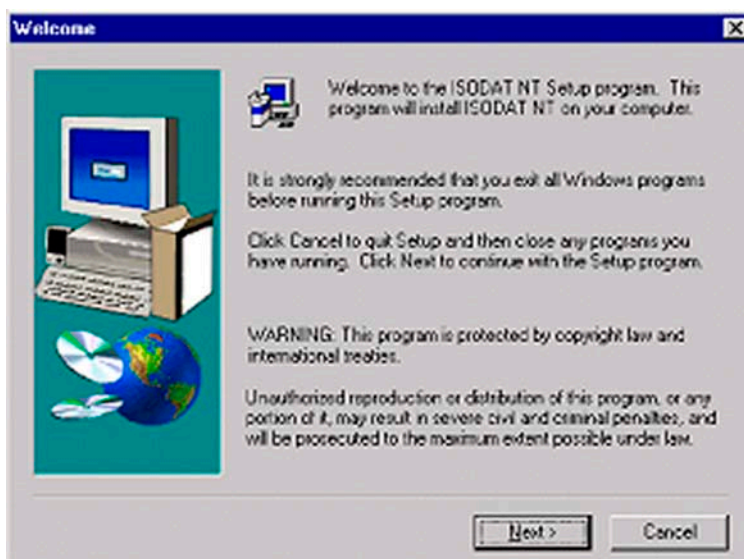 Welcome
Welcome to the ISODAT NT Setup program. This
program will install ISODAT NT on your computer.
It is strongly recommended that you exit all Windows programs
before running this Setup program.
Click Cancel to quit Setup and then close any programs you
have running. Click Next to continue with the Setup program.
WARNING: This program is protected by copyright law and
international treaties.
Unauthorized reproduction or distribution of this program, or any
portion of it, may result in severe civil and criminal penalties, and
will be prosecuted to the maximum extent possible under law.
Next >
Cancel